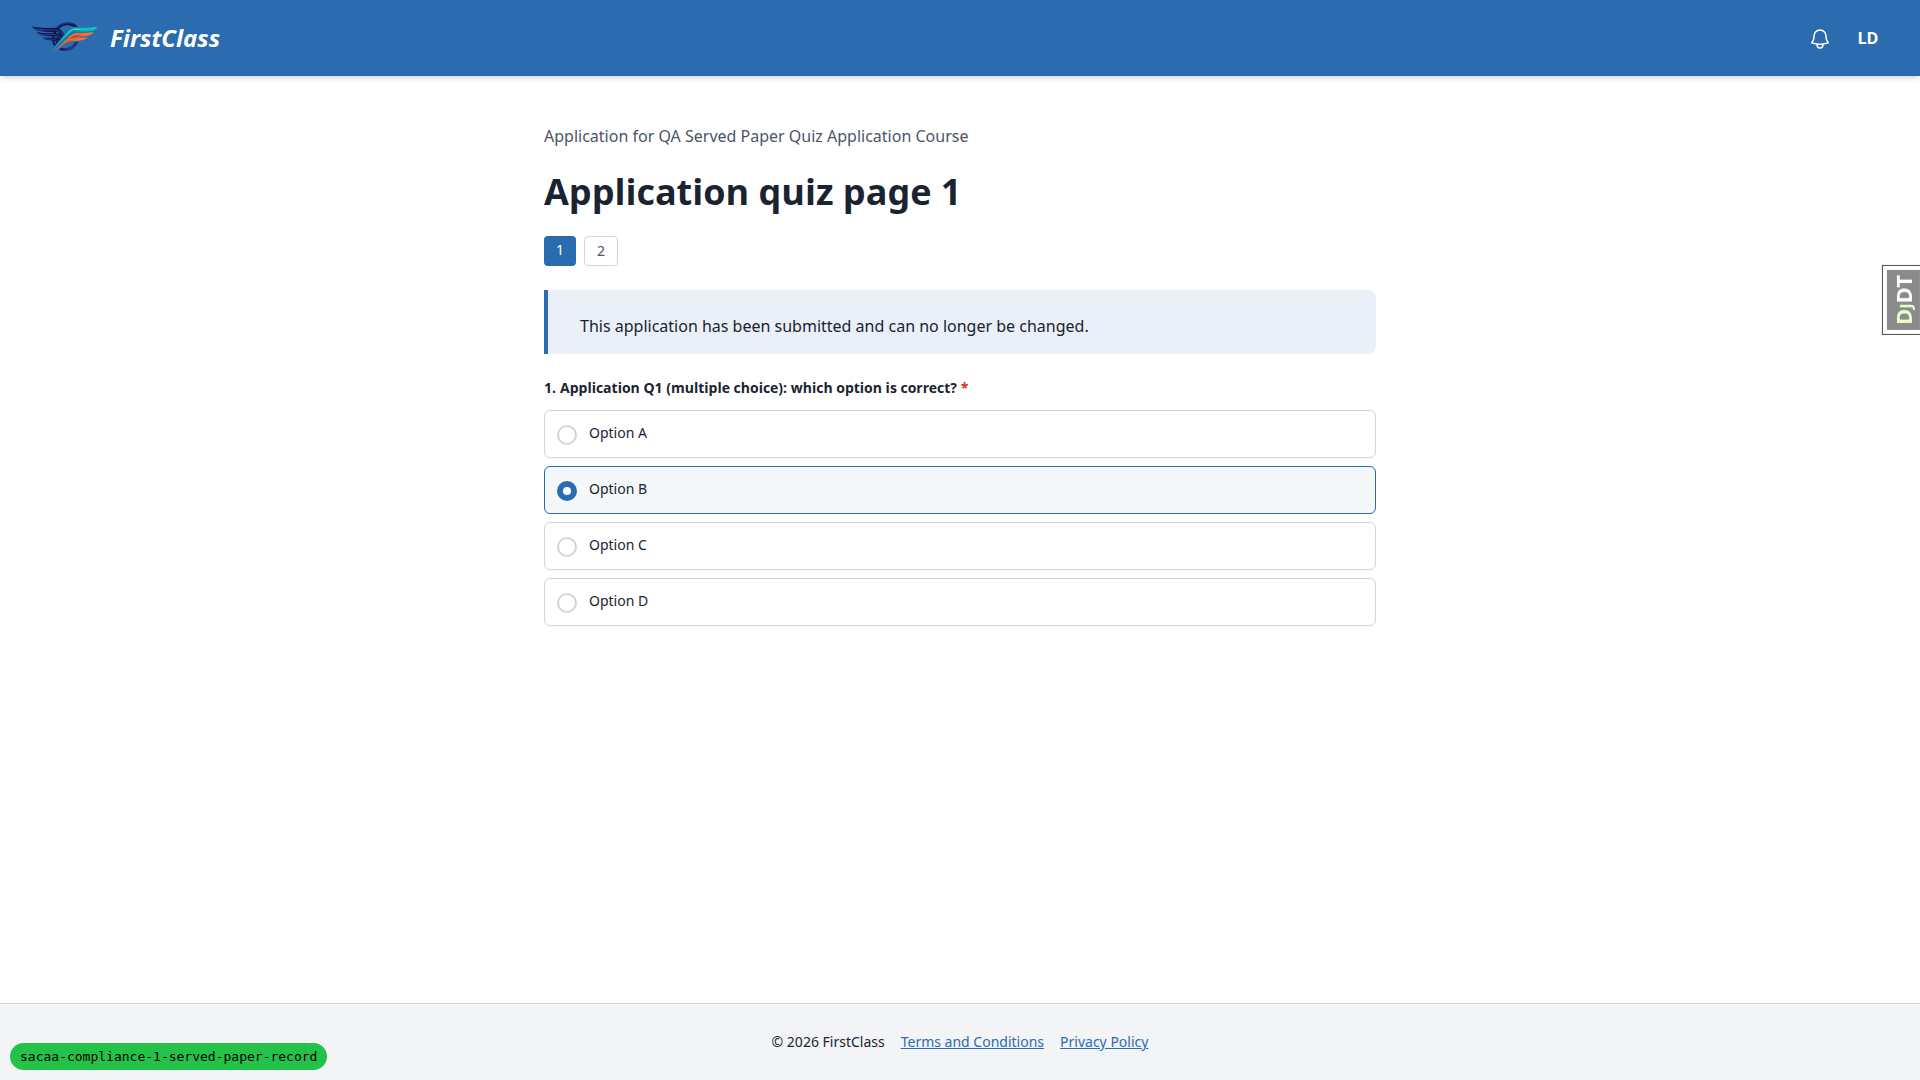 FirstClass
LD
Application for QA Served Paper Quiz Application Course
Application quiz page 1
1 2
This application has been submitted and can no longer be changed.
1. Application Q1 (multiple choice): which option is correct? *
Option A
Option B
Option C
Option D
DJDT
© 2026 FirstClass Terms and Conditions Privacy Policy
sacaa-compliance-1-served-paper-record